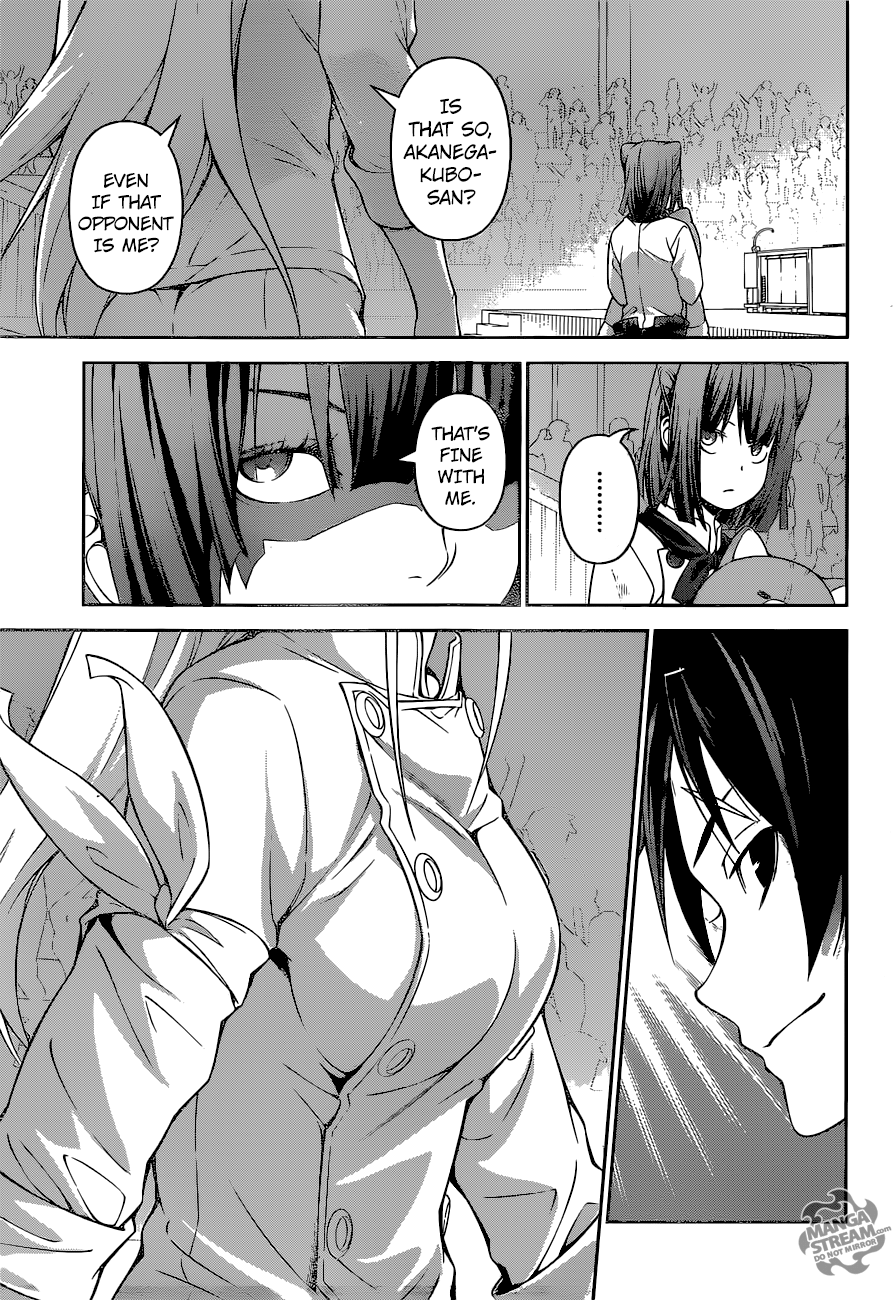 IS
THAT SO,
AKANEGA-
KUBO-
SAN?
EVEN
IF THAT
OPPONENT
IS ME?
........
THAT'S
FINE
WITH
ME.
MANGA
STREAM.com
DO NOT MIRROR